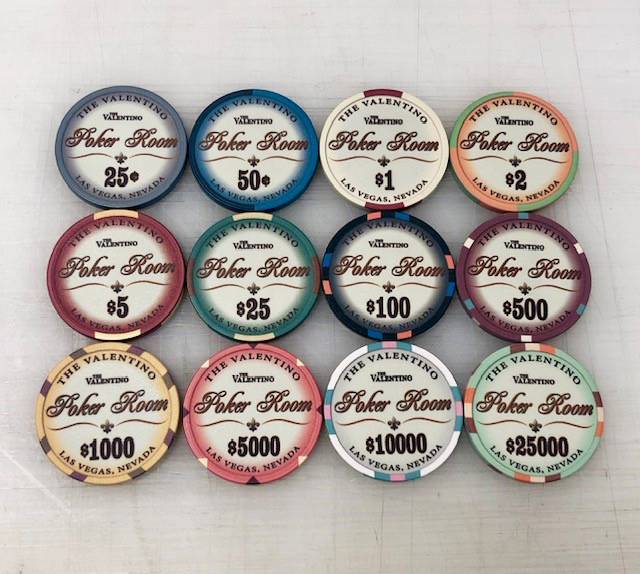 THE VALENTINO
THE
VALENTINO
Poker Room
25¢
LAS VEGAS, NEVADA
THE VALENTINO
THE
VALENTINO
Poker Room
50¢
LAS VEGAS, NEVADA
THE VALENTINO
THE
VALENTINO
Poker Room
$1
LAS VEGAS, NEVADA
THE VALENTINO
THE
VALENTINO
Poker Room
$2
LAS VEGAS, NEVADA
THE VALENTINO
THE
VALENTINO
Poker Room
$5
LAS VEGAS, NEVADA
THE VALENTINO
THE
VALENTINO
Poker Room
$25
LAS VEGAS, NEVADA
THE VALENTINO
THE
VALENTINO
Poker Room
$100
LAS VEGAS, NEVADA
THE VALENTINO
THE
VALENTINO
Poker Room
$500
LAS VEGAS, NEVADA
THE VALENTINO
THE
VALENTINO
Poker Room
$1000
LAS VEGAS, NEVADA
THE VALENTINO
THE
VALENTINO
Poker Room
$5000
LAS VEGAS, NEVADA
THE VALENTINO
THE
VALENTINO
Poker Room
$10000
LAS VEGAS, NEVADA
THE VALENTINO
THE
VALENTINO
Poker Room
$25000
LAS VEGAS, NEVADA